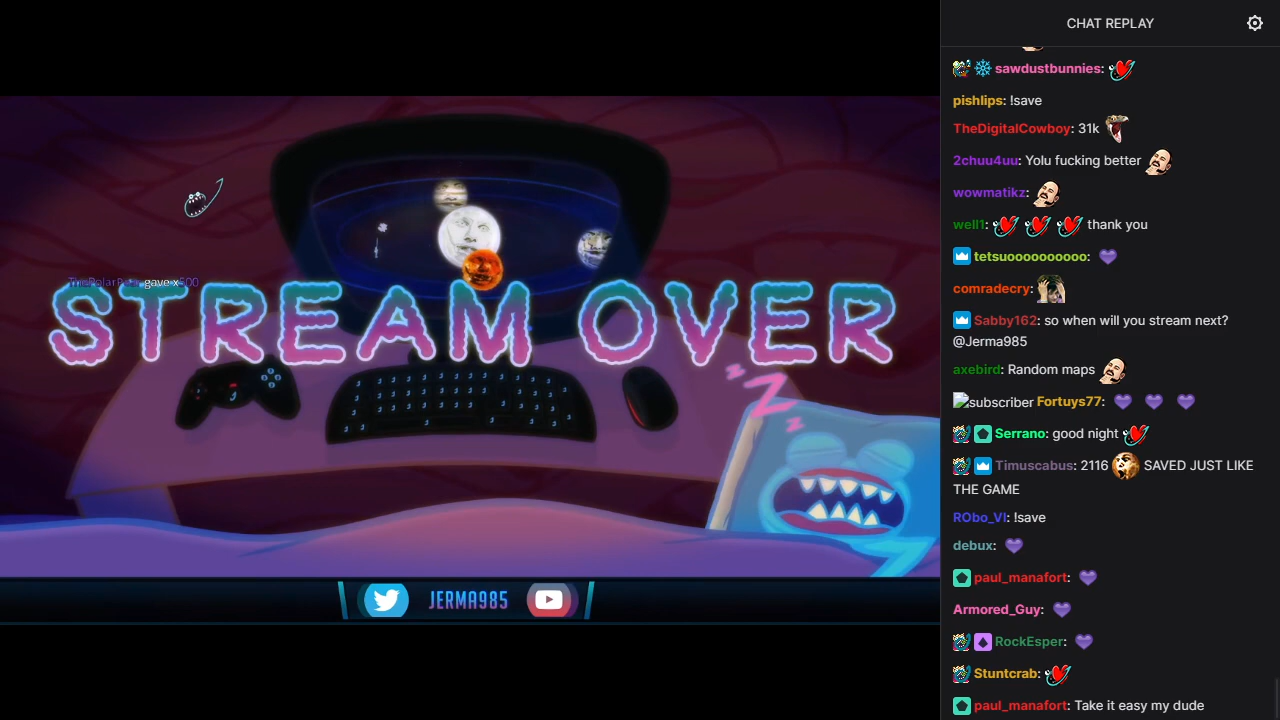 CHAT REPLAY
sawdustbunnies:
pishlips: !save
TheDigitalCowboy: 31k
2chuu4uu: Yolu fucking better
wowmatikz:
well1: thank you
tetsuoooooooooo:
comradecry:
Sabby162: so when will you stream next?
@Jerma985
axebird: Random maps
subscriber Fortuys77:
Serrano: good night
Timuscabus: 2116 SAVED JUST LIKE
THE GAME
RObo_VI: !save
debux:
paul_manafort:
Armored_Guy:
RockEsper:
Stuntcrab:
paul_manafort: Take it easy my dude
gave x500
STREAM OVER
z
Z
z
JERMA985